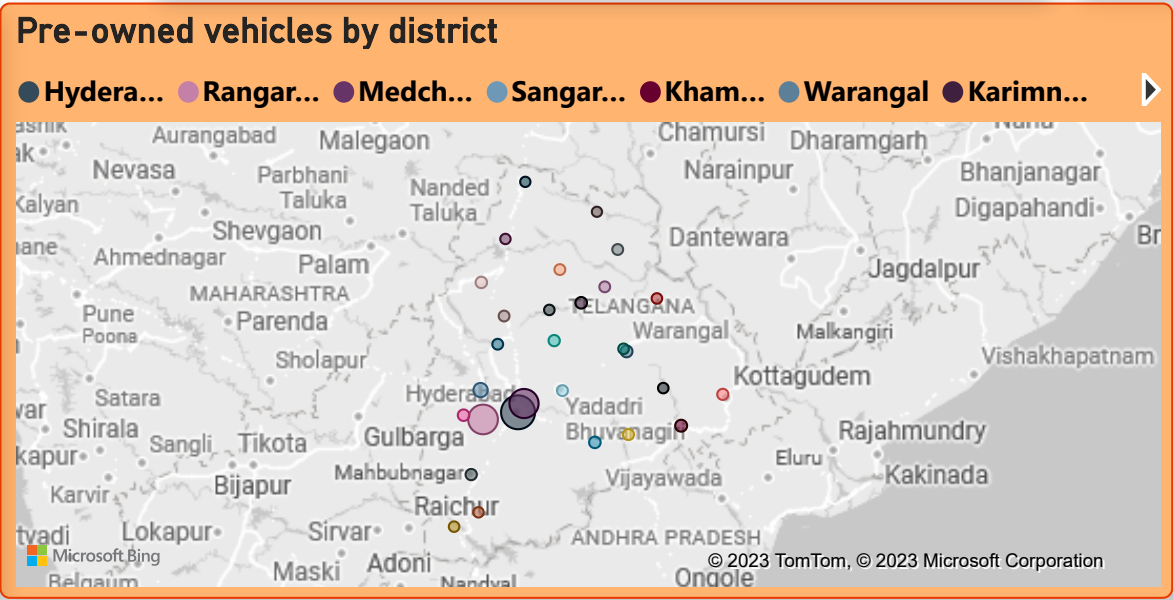 Pre-owned vehicles by district
Hydera... Rangar... Medch... Sangar... Kham... Warangal Karimn...
Aurangabad Malegaon Chamursi Dharamgarh
Nevasa Parbhani Taluka Nanded Taluka Narainpur Bhanjanagar
Kalyan Shevgaon Dantewara Digapahandi
Ahmednagar Palam Jagdalpur
MAHARASHTRA TELANGANA
Pune Poona Parenda Warangal Malkangiri
Sholapur Vishakhapatnam
Satara Hyderabad Yadadri Bhuvanagiri Kottagudem
Shirala Sangli Tikota Gulbarga Rajahmundry
Karvir Bijapur Mahbubnagar Vijayawada Eluru Kakinada
Raichur
Lokapur Sirvar ANDHRA PRADESH
Microsoft Bing Adoni © 2023 TomTom, © 2023 Microsoft Corporation
Belgaum Maski Nandyal Ongole